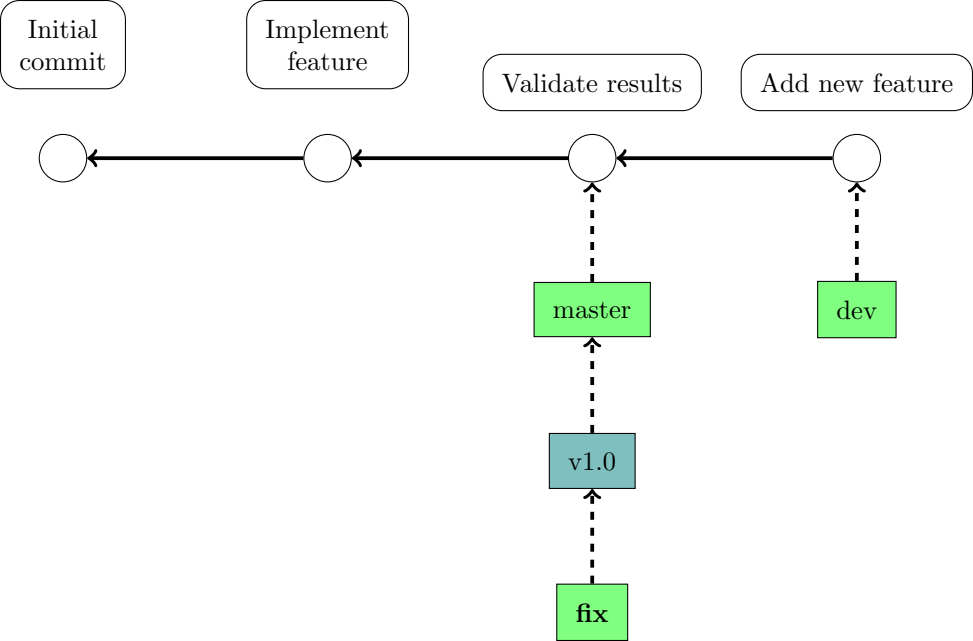 Initial
commit
Implement
feature
Validate results
Add new feature
master
dev
v1.0
fix